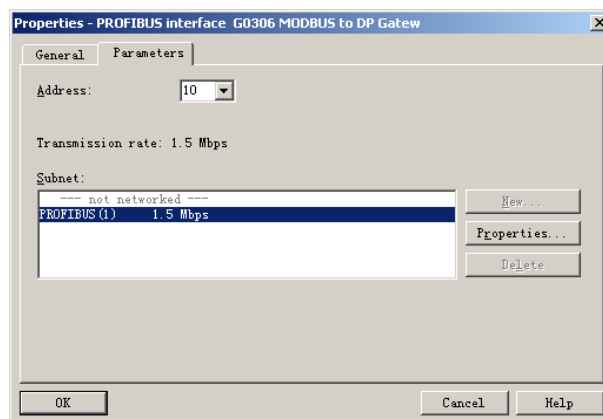 Properties - PROFIBUS interface G0306 MODBUS to DP Gatew
General Parameters
Address: 10
Transmission rate: 1.5 Mbps
Subnet:
--- not networked ---
PROFIBUS(1) 1.5 Mbps
New...
Properties...
Delete
OK Cancel Help